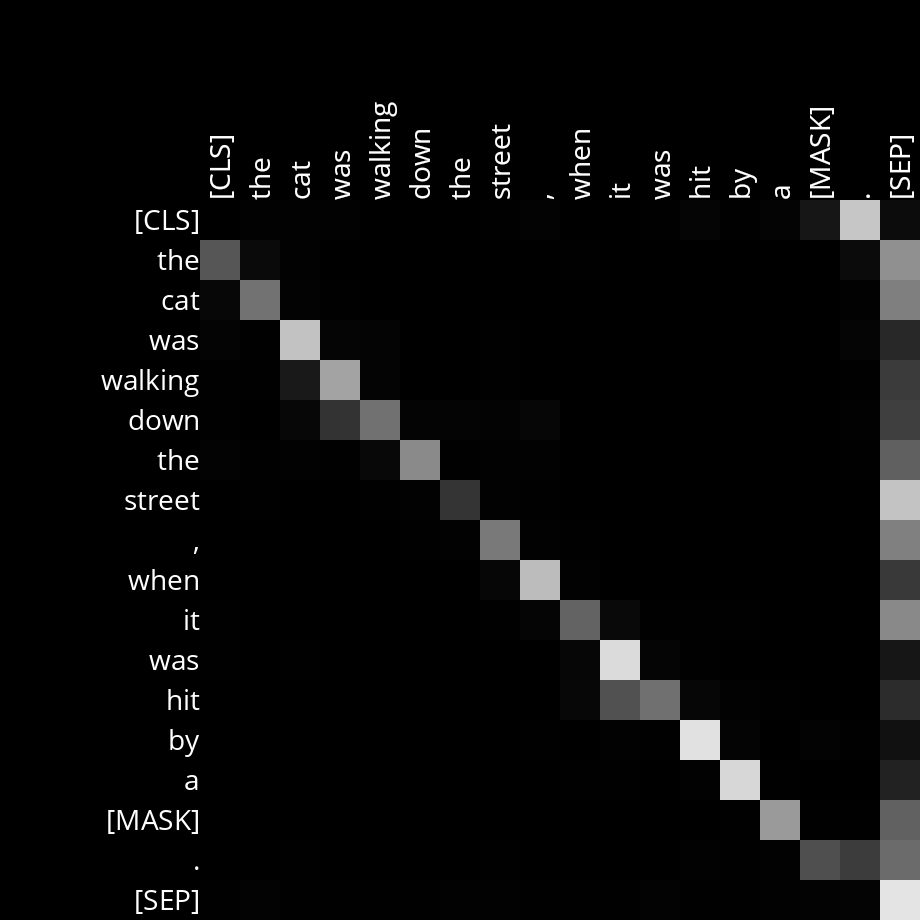 [CLS] the cat was walking down the street , when it was hit by a [MASK] . [SEP]
[CLS]
the
cat
was
walking
down
the
street
,
when
it
was
hit
by
a
[MASK]
.
[SEP]